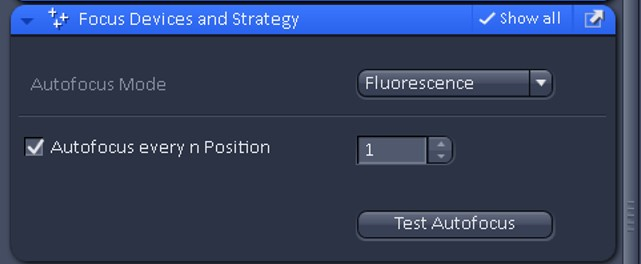 Focus Devices and Strategy Show all
Autofocus Mode Fluorescence
Autofocus every n Position 1
Test Autofocus